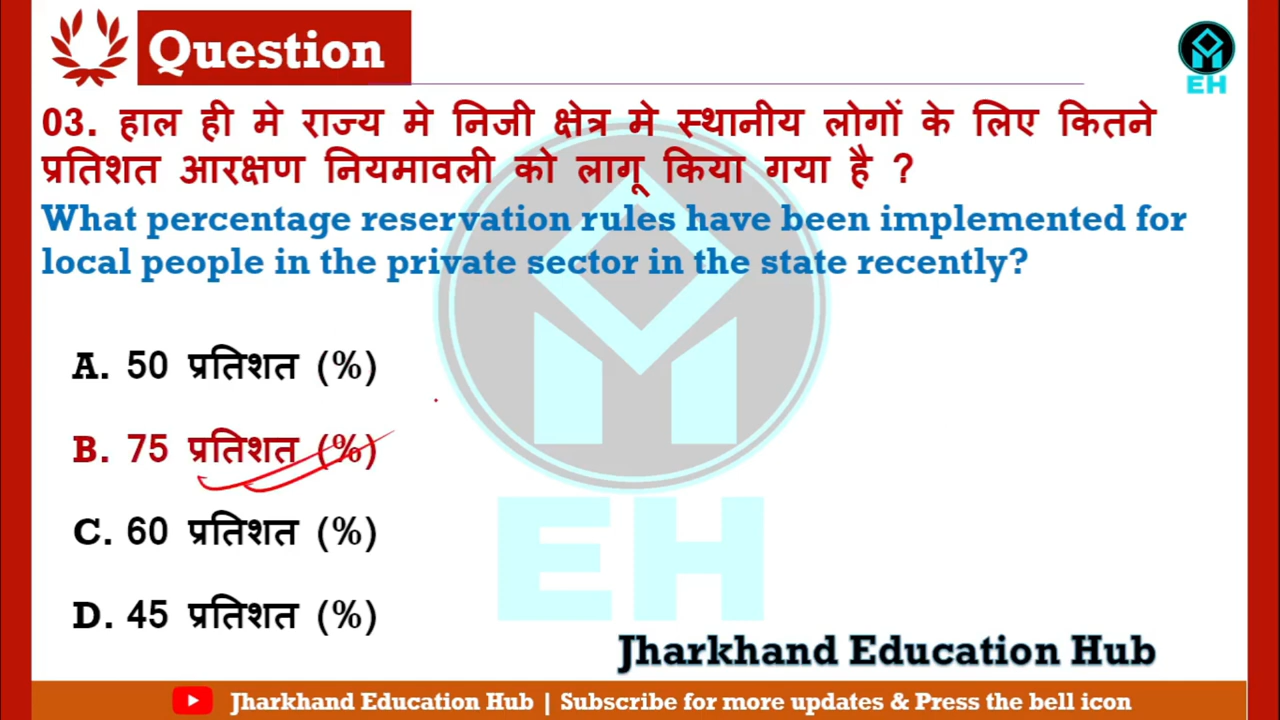 Question
EH
03. हाल ही मे राज्य मे निजी क्षेत्र मे स्थानीय लोगों के लिए कितने
प्रतिशत आरक्षण नियमावली को लागू किया गया है ?
What percentage reservation rules have been implemented for
local people in the private sector in the state recently?
A. 50 प्रतिशत (%)
B. 75 प्रतिशत (%)
C. 60 प्रतिशत (%)
D. 45 प्रतिशत (%)
EH
Jharkhand Education Hub
Jharkhand Education Hub | Subscribe for more updates & Press the bell icon